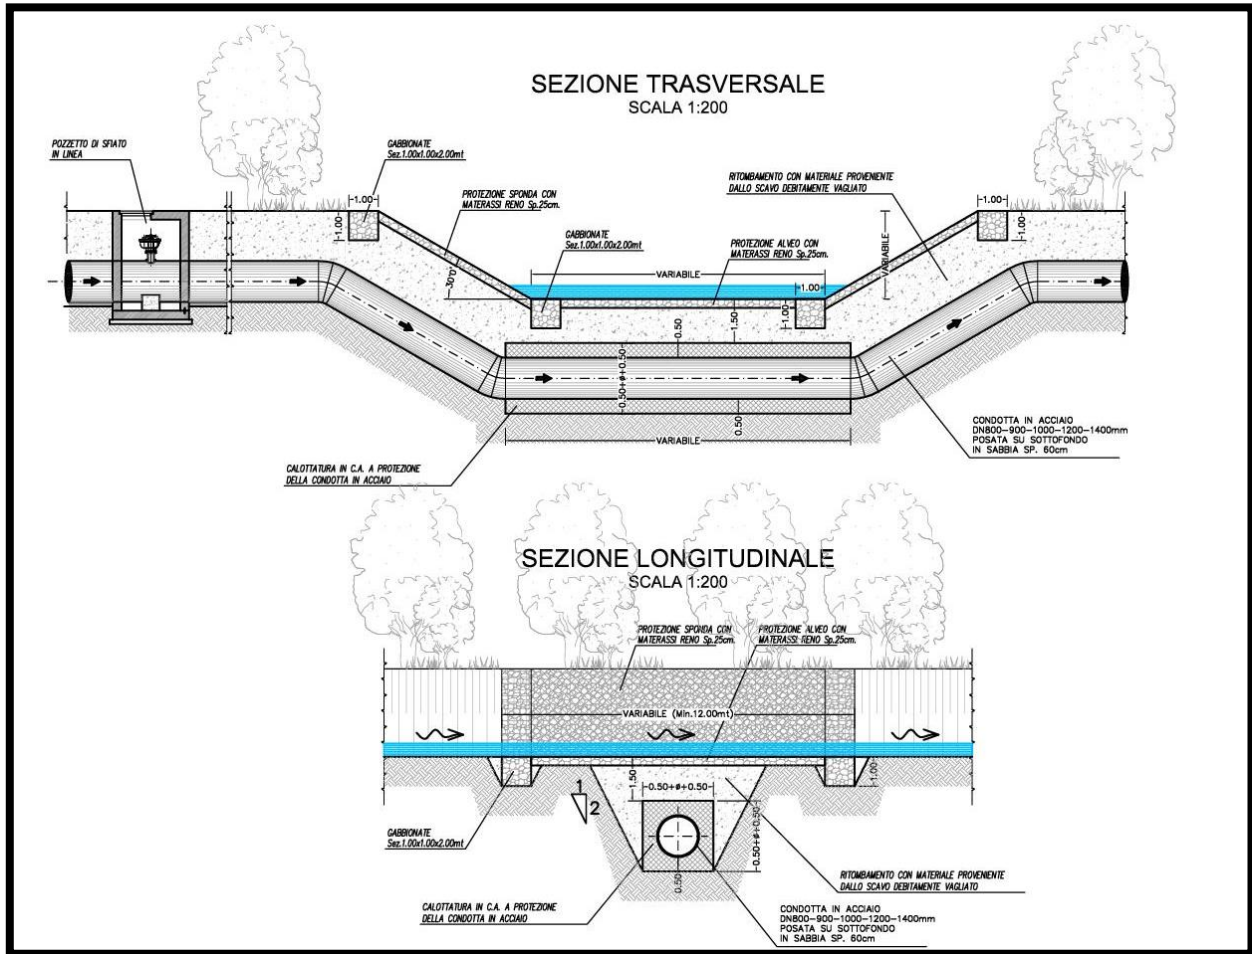 SEZIONE TRASVERSALE
SCALA 1:200
POZZETTO DI SFIATO
IN LINEA
GABBIONATE
Sez.1.00x1.00x2.00mt
PROTEZIONE SPONDA CON
MATERASSI RENO Sp.25cm.
RITOMBAMENTO CON MATERIALE PROVENIENTE
DALLO SCAVO DEBITAMENTE VAGLIATO
1.00
1.00
1.00
1.00
GABBIONATE
Sez.1.00x1.00x2.00mt
PROTEZIONE ALVEO CON
MATERASSI RENO Sp.25cm.
VARIABILE
VARIABILE
30°0'
1.00
1.00
0.50
1.50
0.50+ø+0.50
0.50
VARIABILE
CONDOTTA IN ACCIAIO
DN800-900-1000-1200-1400mm
POSATA SU SOTTOFONDO
IN SABBIA SP. 60cm
CALOTTATURA IN C.A. A PROTEZIONE
DELLA CONDOTTA IN ACCIAIO
SEZIONE LONGITUDINALE
SCALA 1:200
PROTEZIONE SPONDA CON
MATERASSI RENO Sp.25cm.
PROTEZIONE ALVEO CON
MATERASSI RENO Sp.25cm.
VARIABILE (Min.12.00mt)
1.00
1.50
0.50+ø+0.50
1
2
0.50+ø+0.50
0.50
GABBIONATE
Sez.1.00x1.00x2.00mt
RITOMBAMENTO CON MATERIALE PROVENIENTE
DALLO SCAVO DEBITAMENTE VAGLIATO
CALOTTATURA IN C.A. A PROTEZIONE
DELLA CONDOTTA IN ACCIAIO
CONDOTTA IN ACCIAIO
DN800-900-1000-1200-1400mm
POSATA SU SOTTOFONDO
IN SABBIA SP. 60cm